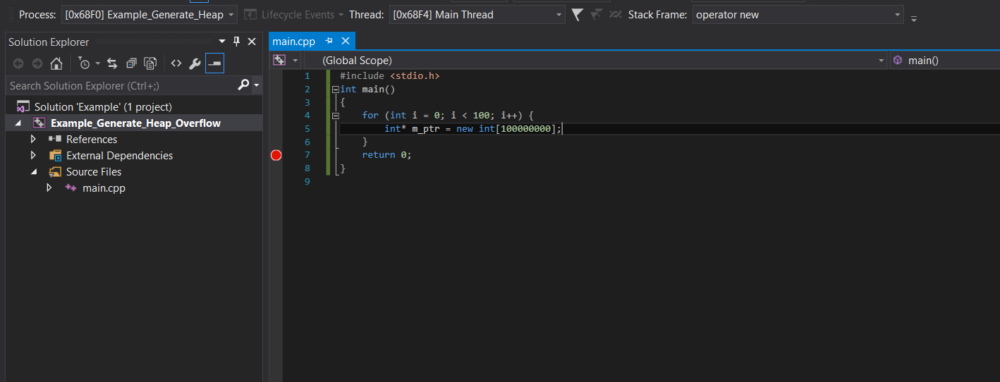 Process: [0x68F0] Example_Generate_Heap Lifecycle Events Thread: [0x68F4] Main Thread Stack Frame: operator new
Solution Explorer
Search Solution Explorer (Ctrl+;)
Solution 'Example' (1 project)
Example_Generate_Heap_Overflow
References
External Dependencies
Source Files
main.cpp
main.cpp
(Global Scope) main()
1 #include <stdio.h>
2 int main()
3 {
4 for (int i = 0; i < 100; i++) {
5 int* m_ptr = new int[100000000];
6 }
7 return 0;
8 }
9